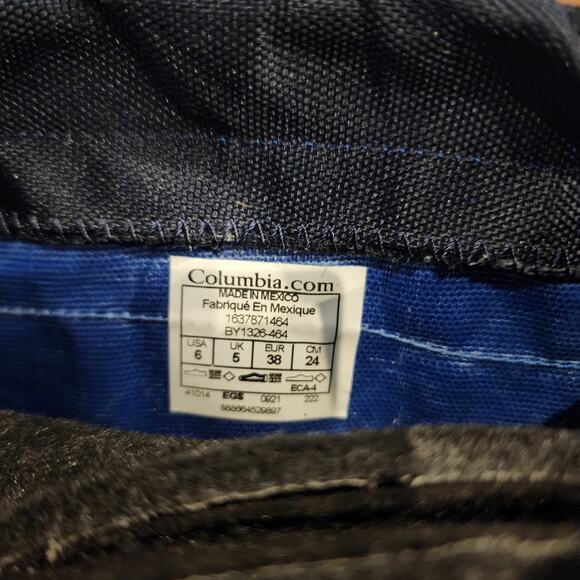 Columbia.com
MADE IN MEXICO
Fabriqué En Mexique
1637871464
BY1326-464
USA UK EUR CM
6 5 38 24
ECA-4
41014 EGS 0921 222
888664529897